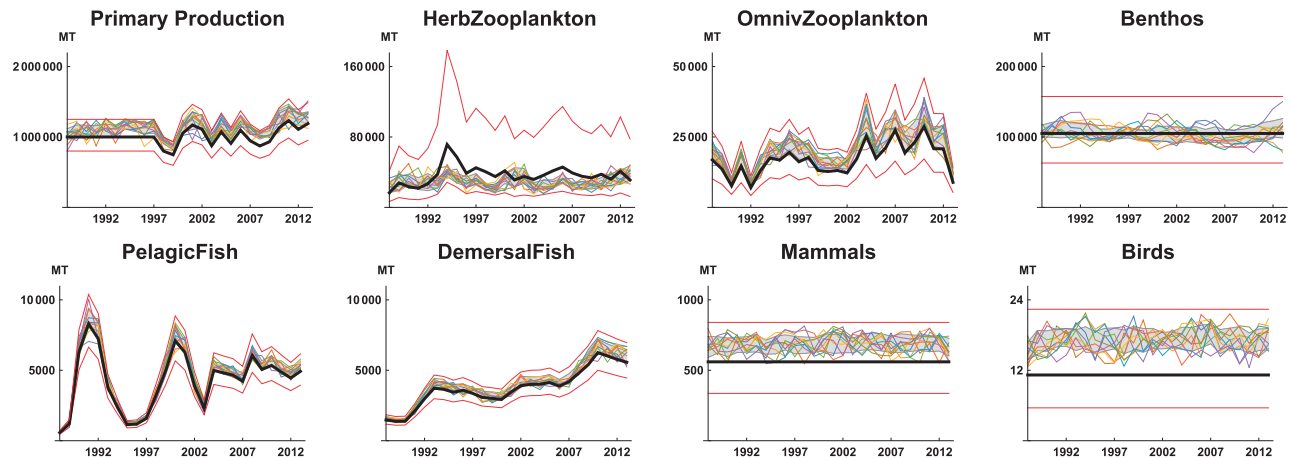 Primary Production
MT
2 000 000
1 000 000
1992 1997 2002 2007 2012
HerbZooplankton
MT
160 000
80 000
1992 1997 2002 2007 2012
OmnivZooplankton
MT
50 000
25 000
1992 1997 2002 2007 2012
Benthos
MT
200 000
100 000
1992 1997 2002 2007 2012
PelagicFish
MT
10 000
5000
1992 1997 2002 2007 2012
DemersalFish
MT
10 000
5000
1992 1997 2002 2007 2012
Mammals
MT
1000
500
1992 1997 2002 2007 2012
Birds
MT
24
12
1992 1997 2002 2007 2012